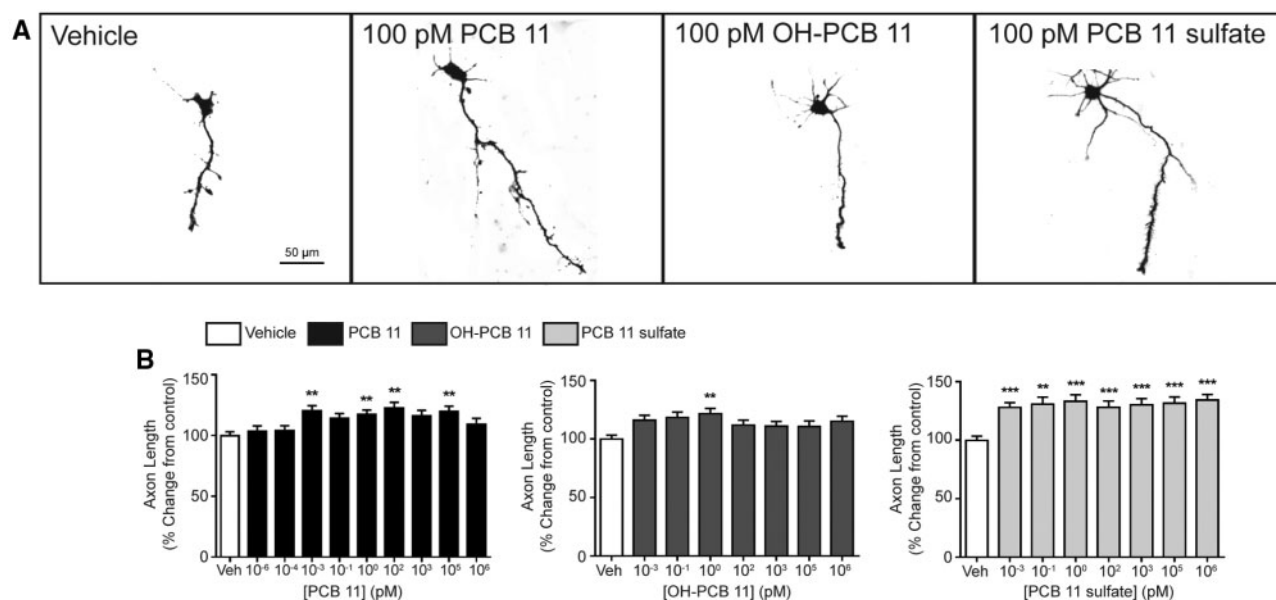 A
Vehicle
100 pM PCB 11
100 pM OH-PCB 11
100 pM PCB 11 sulfate
50 µm
Vehicle PCB 11 OH-PCB 11 PCB 11 sulfate
B
Axon Length
(% Change from control)
150
100
50
0
** ** ** **
Veh 10⁻⁶ 10⁻⁴ 10⁻³ 10⁻¹ 10⁰ 10² 10³ 10⁵ 10⁶
[PCB 11] (pM)
Axon Length
(% Change from control)
150
100
50
0
**
Veh 10⁻³ 10⁻¹ 10⁰ 10² 10³ 10⁵ 10⁶
[OH-PCB 11] (pM)
Axon Length
(% Change from control)
150
100
50
0
*** ** *** *** *** *** ***
Veh 10⁻³ 10⁻¹ 10⁰ 10² 10³ 10⁵ 10⁶
[PCB 11 sulfate] (pM)